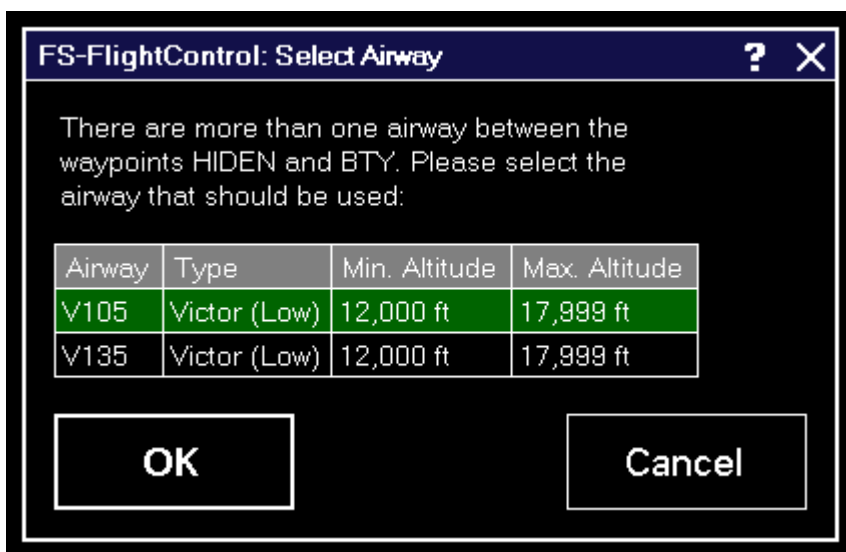 FS-FlightControl: Select Airway ? X
There are more than one airway between the
waypoints HIDEN and BTY. Please select the
airway that should be used:
Airway Type Min. Altitude Max. Altitude
V105 Victor (Low) 12,000 ft 17,999 ft
V135 Victor (Low) 12,000 ft 17,999 ft
OK Cancel